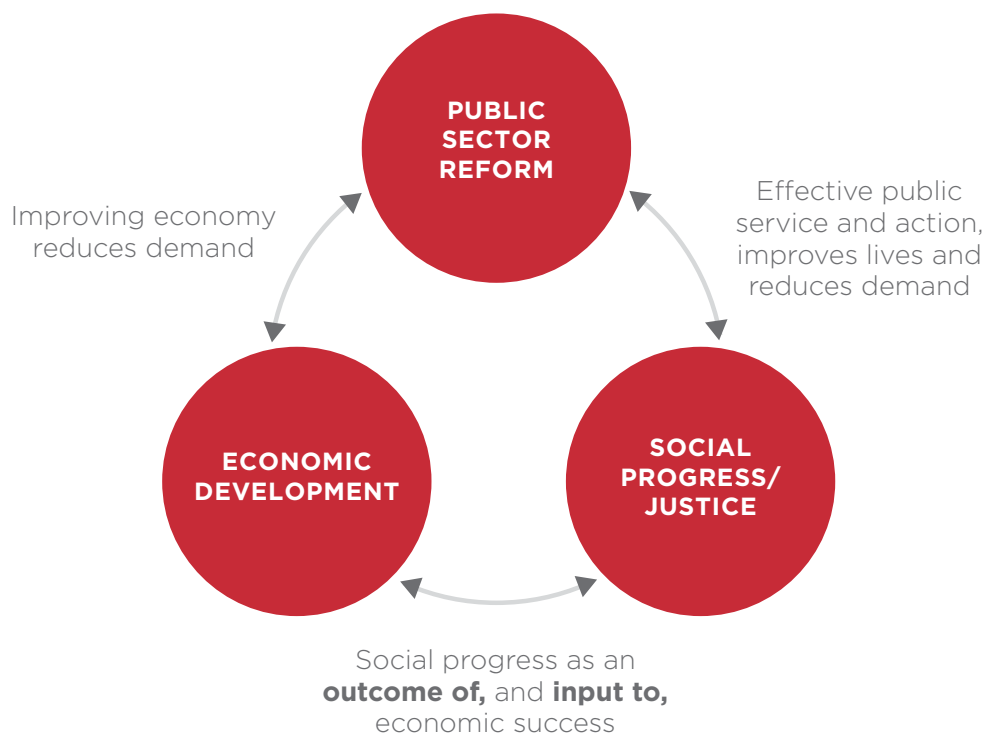 PUBLIC
SECTOR
REFORM
Improving economy
reduces demand
Effective public
service and action,
improves lives and
reduces demand
ECONOMIC
DEVELOPMENT
SOCIAL
PROGRESS/
JUSTICE
Social progress as an
outcome of, and input to,
economic success